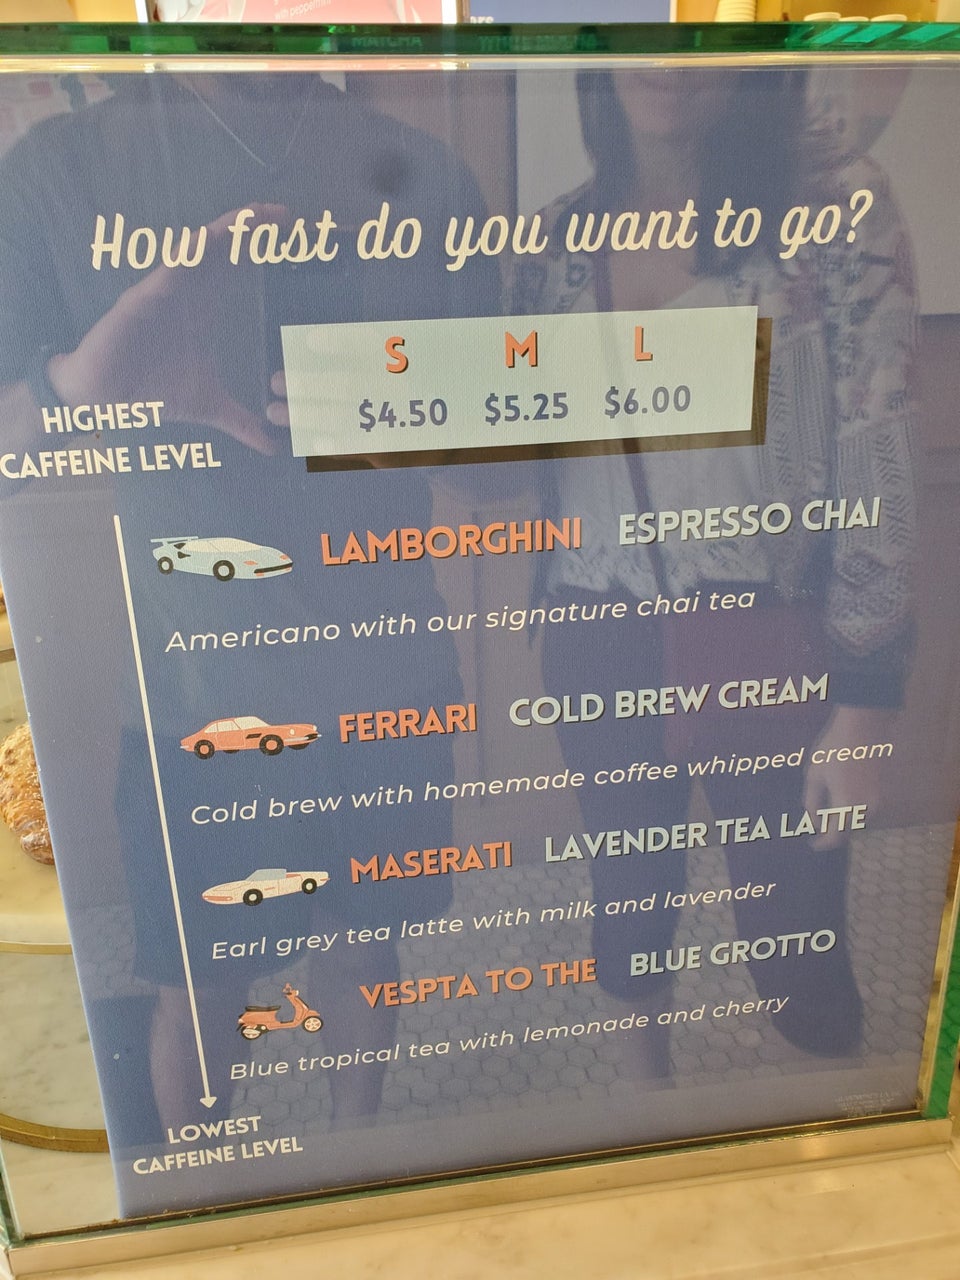 with peppermint
How fast do you want to go?
S M L
$4.50 $5.25 $6.00
HIGHEST
CAFFEINE LEVEL
LAMBORGHINI ESPRESSO CHAI
Americano with our signature chai tea
FERRARI COLD BREW CREAM
Cold brew with homemade coffee whipped cream
MASERATI LAVENDER TEA LATTE
Earl grey tea latte with milk and lavender
VESPTA TO THE BLUE GROTTO
Blue tropical tea with lemonade and cherry
LOWEST
CAFFEINE LEVEL